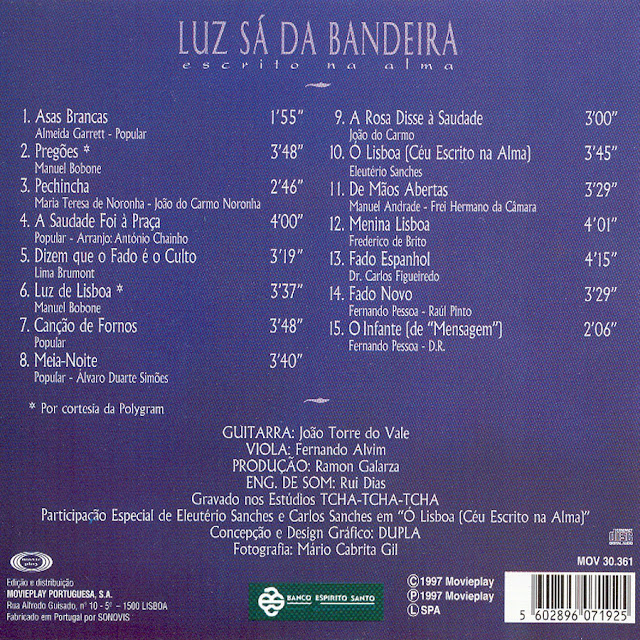 LUZ SÁ DA BANDEIRA
escrito na alma
1. Asas Brancas 1'55"
Almeida Garrett - Popular
2. Pregões * 3'48"
Manuel Bobone
3. Pechincha 2'46"
Maria Teresa de Noronha - João do Carmo Noronha
4. A Saudade Foi à Praça 4'00"
Popular - Arranjo: António Chainho
5. Dizem que o Fado é o Culto 3'19"
Lima Brumont
6. Luz de Lisboa * 3'37"
Manuel Bobone
7. Canção de Fornos 3'48"
Popular
8. Meia-Noite 3'40"
Popular - Álvaro Duarte Simões
* Por cortesia da Polygram
9. A Rosa Disse à Saudade 3'00"
João do Carmo
10. Ó Lisboa (Céu Escrito na Alma) 3'45"
Eleutério Sanches
11. De Mãos Abertas 3'29"
Manuel Andrade - Frei Hermano da Câmara
12. Menina Lisboa 4'01"
Frederico de Brito
13. Fado Espanhol 4'15"
Dr. Carlos Figueiredo
14. Fado Novo 3'29"
Fernando Pessoa - Raúl Pinto
15. O Infante (de "Mensagem") 2'06"
Fernando Pessoa - D.R.
GUITARRA: João Torre do Vale
VIOLA: Fernando Alvim
PRODUÇÃO: Ramon Galarza
ENG. DE SOM: Rui Dias
Gravado nos Estúdios TCHA-TCHA-TCHA
Participação Especial de Eleutério Sanches e Carlos Sanches em "Ó Lisboa (Céu Escrito na Alma)"
Concepção e Design Gráfico: DUPLA
Fotografia: Mário Cabrita Gil
movie play
Edição e distribuição
MOVIEPLAY PORTUGUESA, S.A.
Rua Alfredo Guisado, nº 10 - 5º – 1500 LISBOA
Fabricado em Portugal por SONOVIS
BANCO ESPIRITO SANTO
Ⓒ1997 Movieplay
Ⓟ1997 Movieplay
Ⓛ SPA
disc
DIGITAL AUDIO
MOV 30.361
5 602896 071925